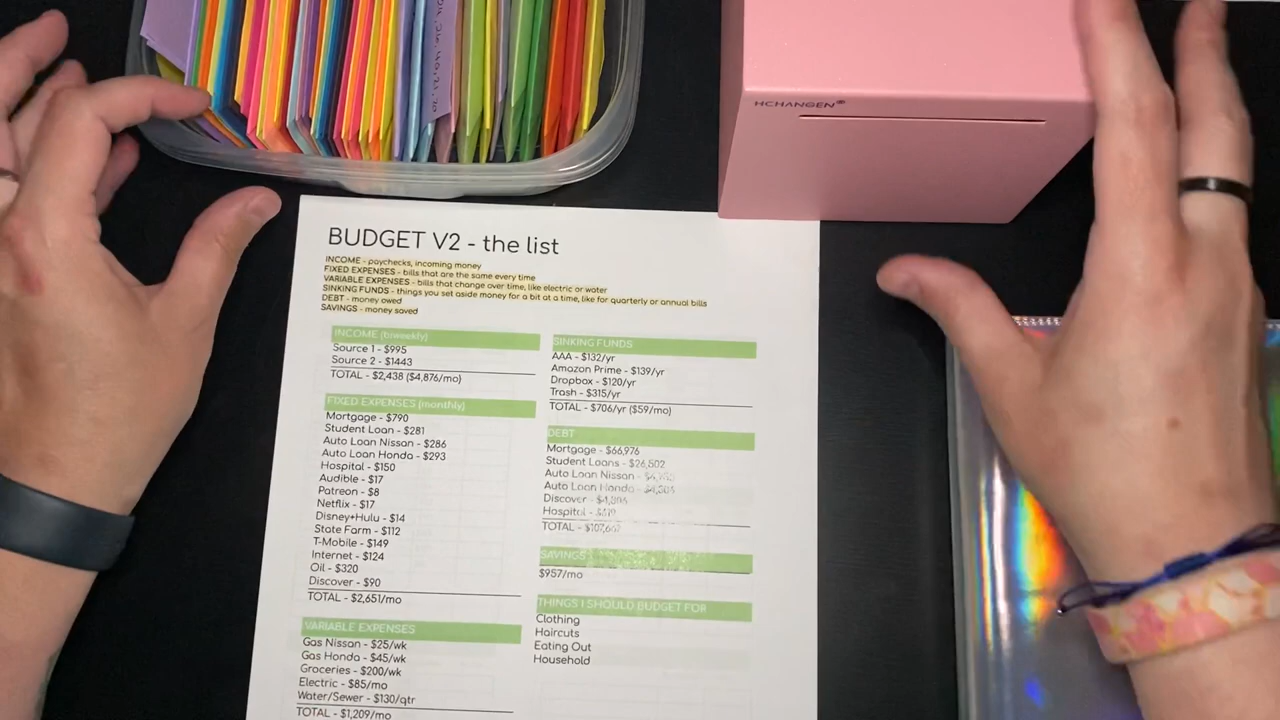 HCHANGEN®
BUDGET V2 - the list
INCOME - paychecks, incoming money
FIXED EXPENSES - bills that are the same every time
VARIABLE EXPENSES - bills that change over time, like electric or water
SINKING FUNDS - things you set aside money for a bit at a time, like for quarterly or annual bills
DEBT - money owed
SAVINGS - money saved
INCOME (biweekly)
Source 1 - $995
Source 2 - $1443
TOTAL - $2,438 ($4,876/mo)
FIXED EXPENSES (monthly)
Mortgage - $790
Student Loan - $281
Auto Loan Nissan - $286
Auto Loan Honda - $293
Hospital - $150
Audible - $17
Patreon - $8
Netflix - $17
Disney+Hulu - $14
State Farm - $112
T-Mobile - $149
Internet - $124
Oil - $320
Discover - $90
TOTAL - $2,651/mo
VARIABLE EXPENSES
Gas Nissan - $25/wk
Gas Honda - $45/wk
Groceries - $200/wk
Electric - $85/mo
Water/Sewer - $130/qtr
TOTAL - $1,209/mo
SINKING FUNDS
AAA - $132/yr
Amazon Prime - $139/yr
Dropbox - $120/yr
Trash - $315/yr
TOTAL - $706/yr ($59/mo)
DEBT
Mortgage - $66,976
Student Loans - $26,502
Auto Loan Nissan -
Auto Loan Honda -
Discover -
Hospital -
TOTAL -
SAVINGS
$957/mo
THINGS I SHOULD BUDGET FOR
Clothing
Haircuts
Eating Out
Household